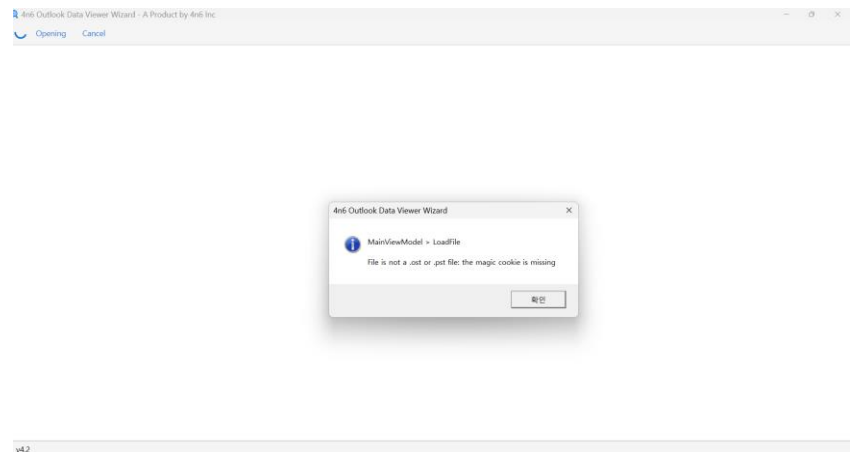 4n6 Outlook Data Viewer Wizard - A Product by 4n6 Inc
Opening Cancel
4n6 Outlook Data Viewer Wizard
MainViewModel » LoadFile
File is not a .ost or .pst file: the magic cookie is missing
확인
v4.2